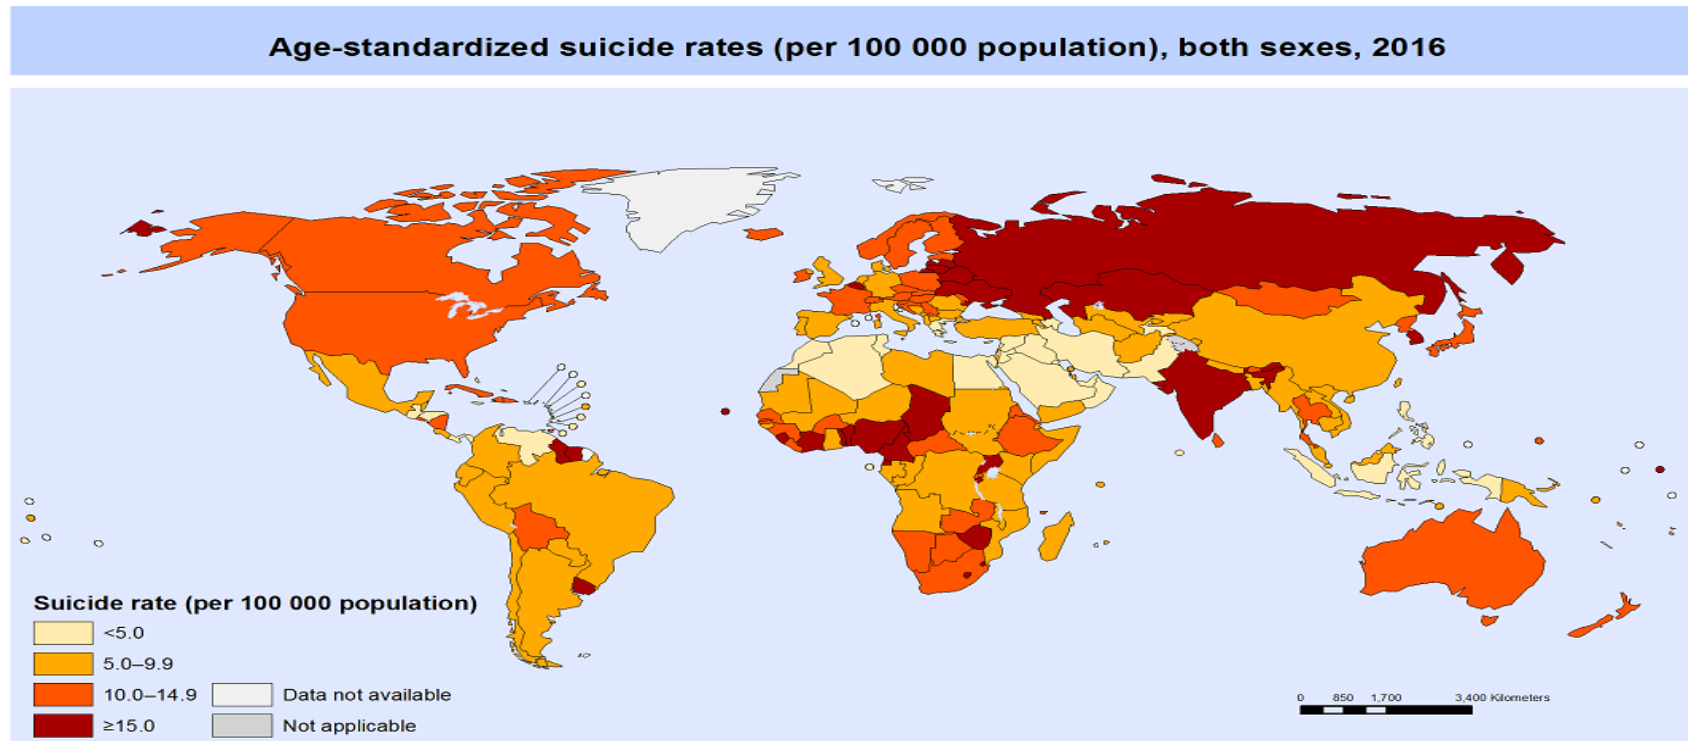 Age-standardized suicide rates (per 100 000 population), both sexes, 2016
Suicide rate (per 100 000 population)
<5.0
5.0–9.9
10.0–14.9
≥15.0
Data not available
Not applicable
0 850 1,700 3,400 Kilometers